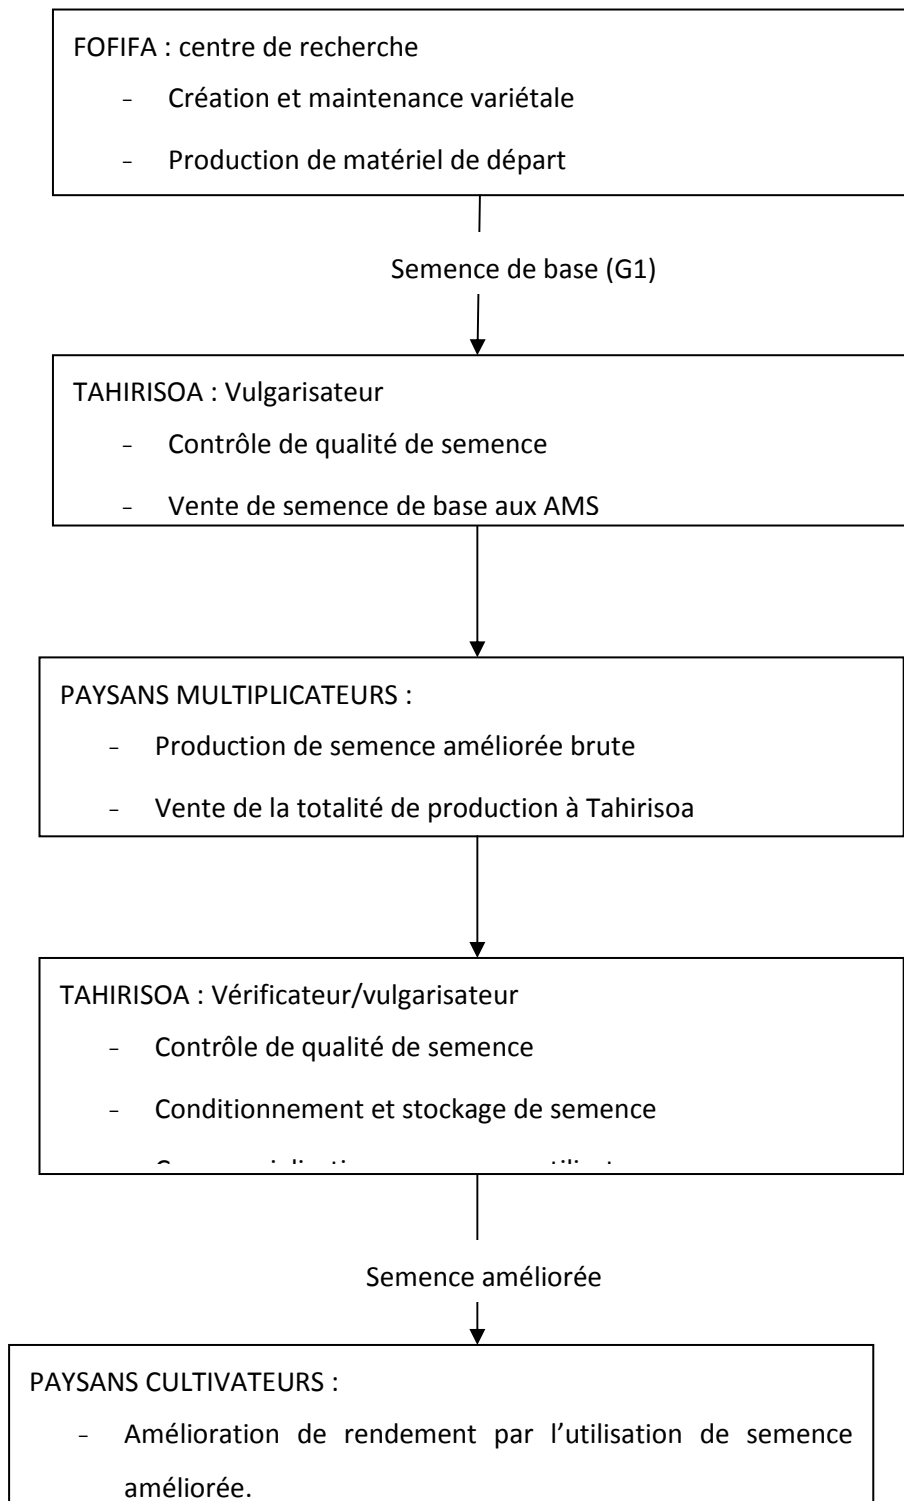 FOFIFA : centre de recherche
- Création et maintenance variétale
- Production de matériel de départ
Semence de base (G1)
TAHIRISOA : Vulgarisateur
- Contrôle de qualité de semence
- Vente de semence de base aux AMS
PAYSANS MULTIPLICATEURS :
- Production de semence améliorée brute
- Vente de la totalité de production à Tahirisoa
TAHIRISOA : Vérificateur/vulgarisateur
- Contrôle de qualité de semence
- Conditionnement et stockage de semence
Semence améliorée
PAYSANS CULTIVATEURS :
- Amélioration de rendement par l’utilisation de semence
améliorée.